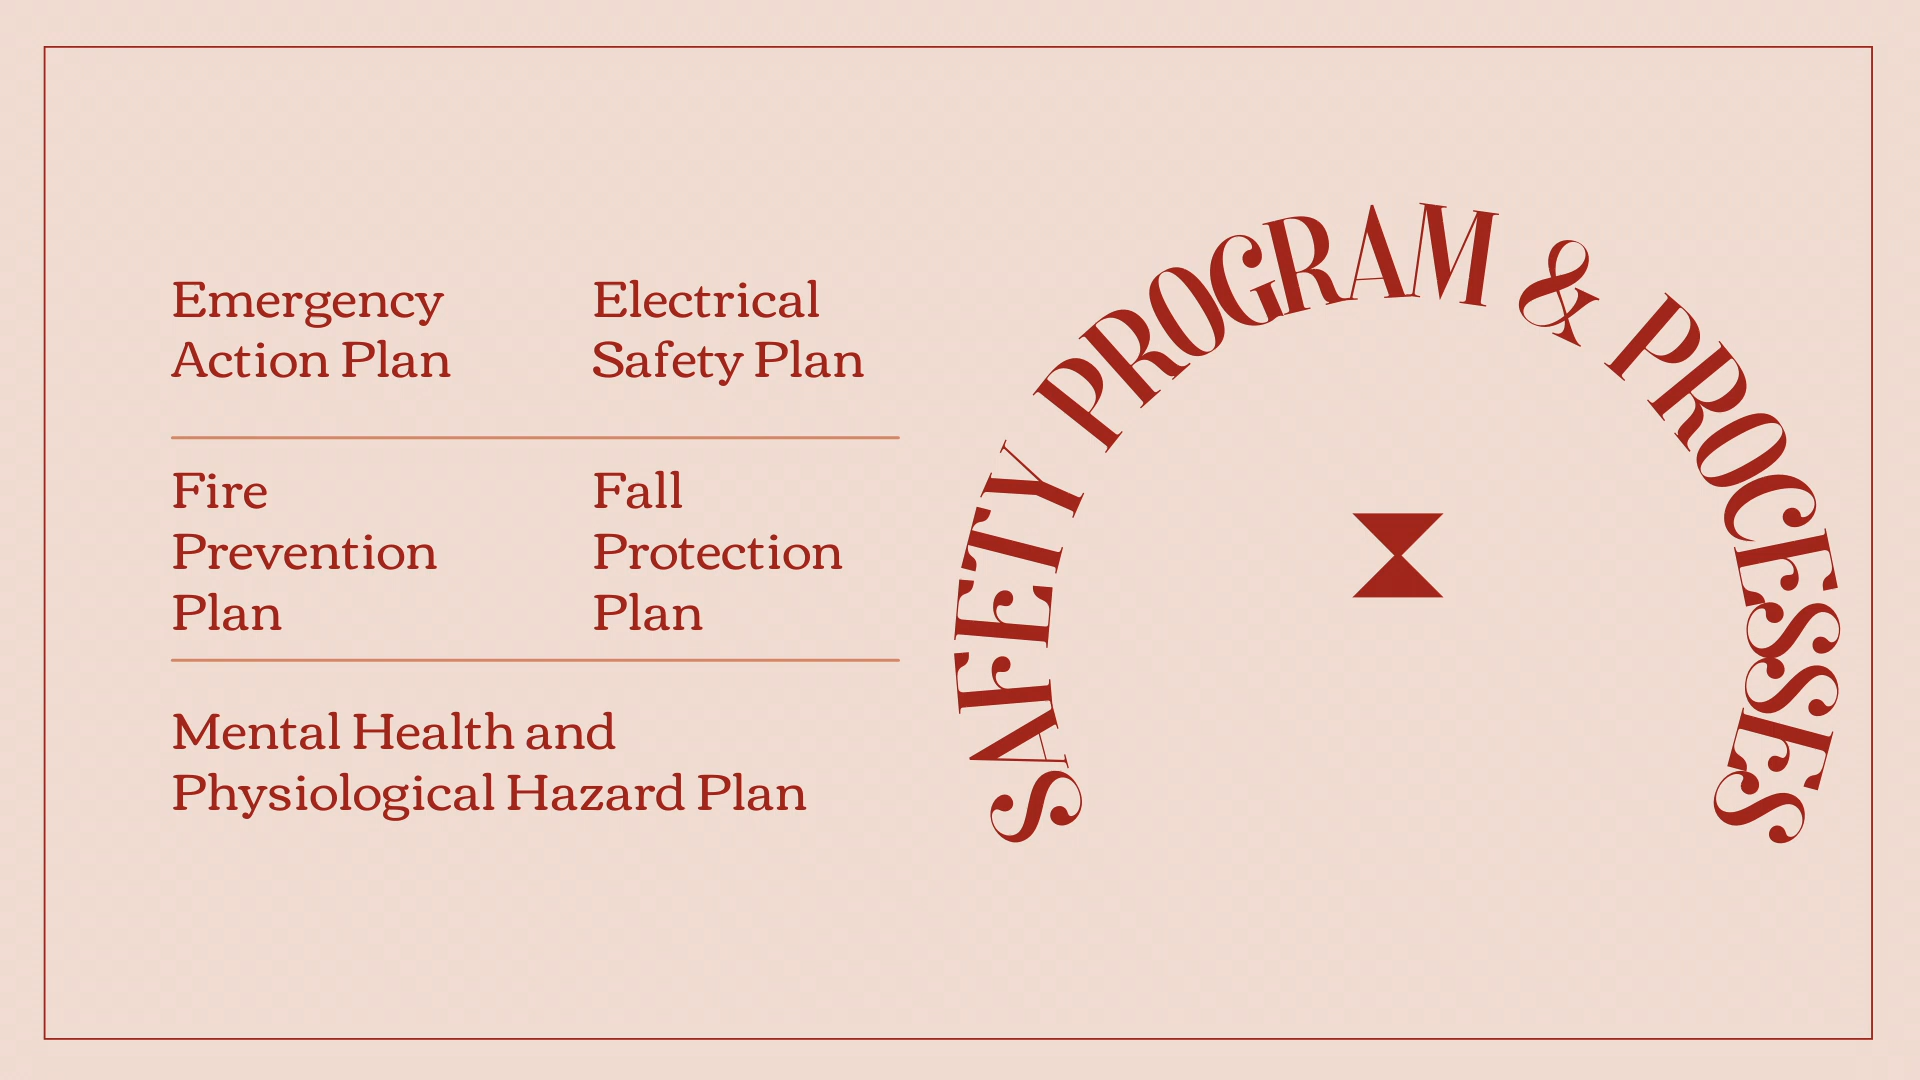 Emergency
Action Plan
Electrical
Safety Plan
Fire
Prevention
Plan
Fall
Protection
Plan
Mental Health and
Physiological Hazard Plan
SAFETY PROGRAM & PROCESSES